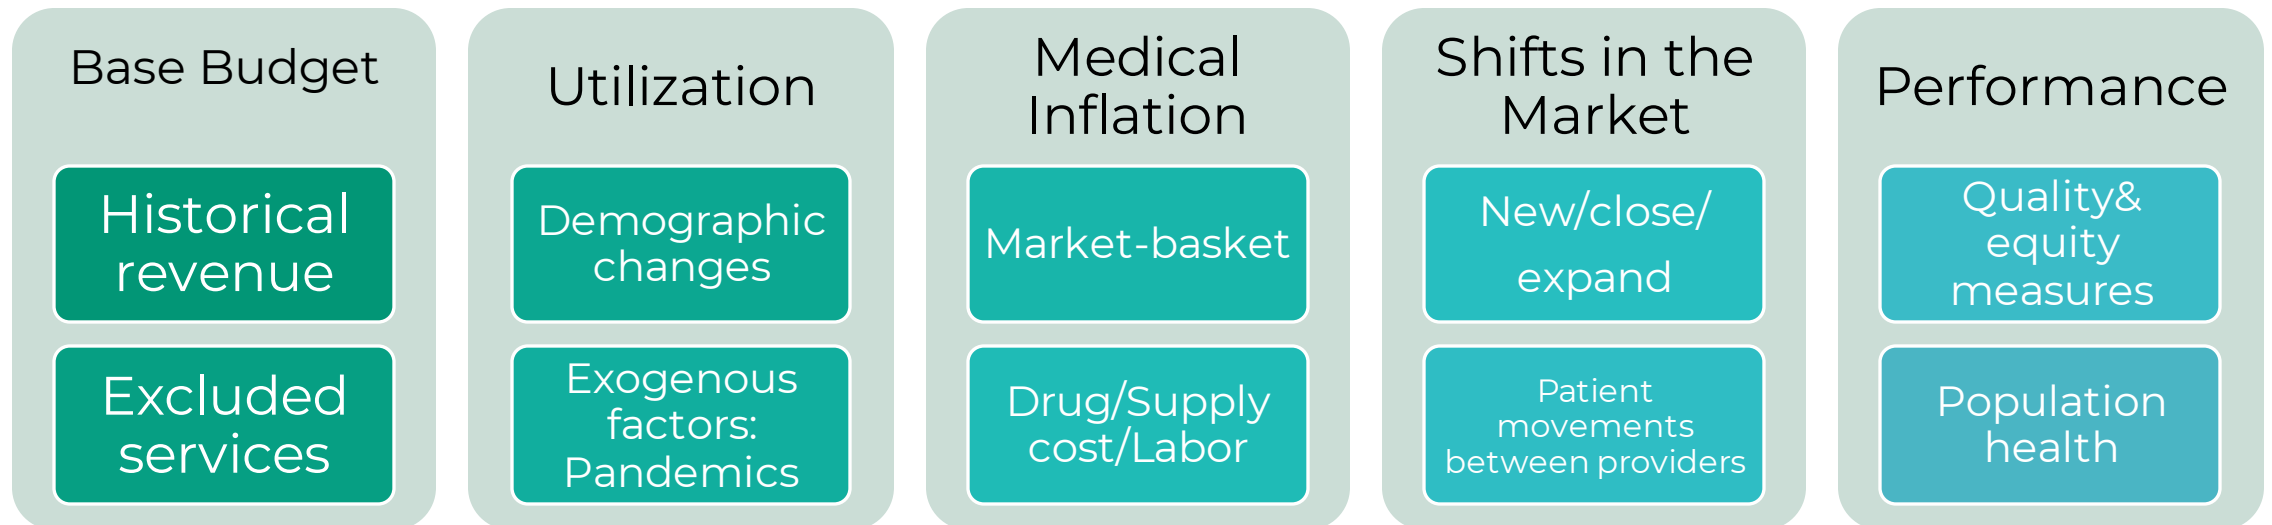 Base Budget
Historical
revenue
Excluded
services
Utilization
Demographic
changes
Exogenous
factors:
Pandemics
Medical
Inflation
Market-basket
Drug/Supply
cost/Labor
Shifts in the
Market
New/close/
expand
Patient
movements
between providers
Performance
Quality&
equity
measures
Population
health